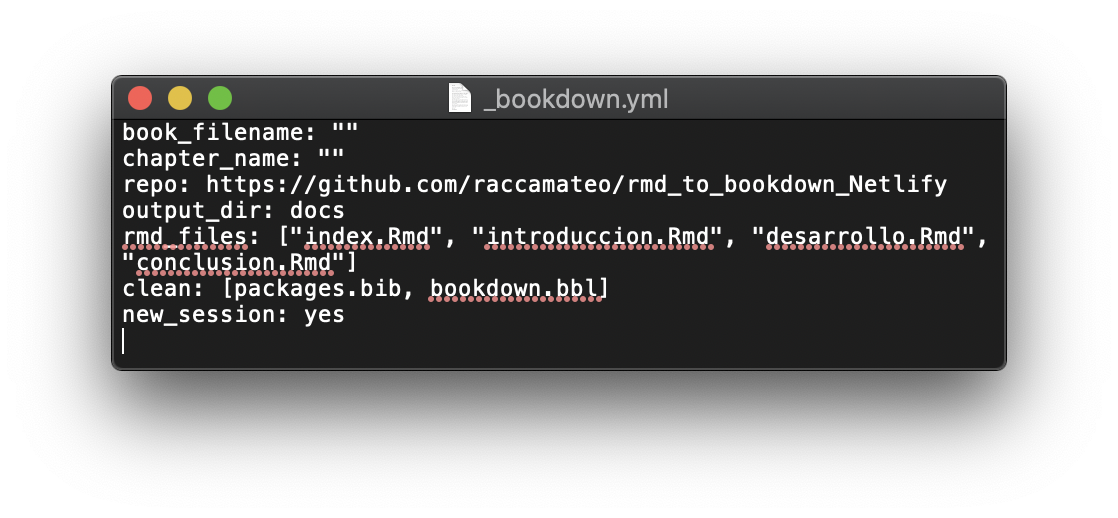 _bookdown.yml
book_filename: ""
chapter_name: ""
repo: https://github.com/raccamateo/rmd_to_bookdown_Netlify
output_dir: docs
rmd_files: ["index.Rmd", "introduccion.Rmd", "desarrollo.Rmd",
"conclusion.Rmd"]
clean: [packages.bib, bookdown.bbl]
new_session: yes